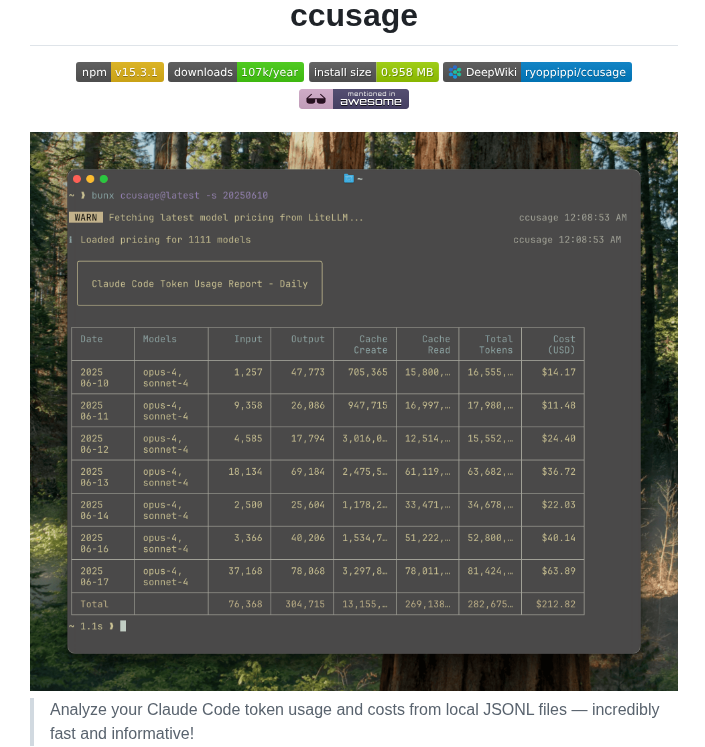 ccusage
npm v15.3.1 downloads 107k/year install size 0.958 MB DeepWiki ryoppippi/ccusage
mentioned in
awesome
~
~ ❯ bunx ccusage@latest -s 20250610
WARN Fetching latest model pricing from LiteLLM... ccusage 12:08:53 AM
ℹ Loaded pricing for 1111 models ccusage 12:08:53 AM
Claude Code Token Usage Report - Daily
Date Models Input Output Cache Cache Total Cost
Create Read Tokens (USD)
2025 opus-4, 1,257 47,773 705,365 15,800,… 16,555,… $14.17
06-10 sonnet-4
2025 opus-4, 9,358 26,086 947,715 16,997,… 17,980,… $11.48
06-11 sonnet-4
2025 opus-4, 4,585 17,794 3,016,0… 12,514,… 15,552,… $24.40
06-12 sonnet-4
2025 opus-4, 18,134 69,184 2,475,5… 61,119,… 63,682,… $36.72
06-13 sonnet-4
2025 opus-4, 2,500 25,604 1,178,2… 33,471,… 34,678,… $22.03
06-14 sonnet-4
2025 opus-4, 3,366 40,206 1,534,7… 51,222,… 52,800,… $40.14
06-16 sonnet-4
2025 opus-4, 37,168 78,068 3,297,8… 78,011,… 81,424,… $63.89
06-17 sonnet-4
Total 76,368 304,715 13,155,… 269,138… 282,675… $212.82
~ 1.1s ❯
Analyze your Claude Code token usage and costs from local JSONL files — incredibly
fast and informative!